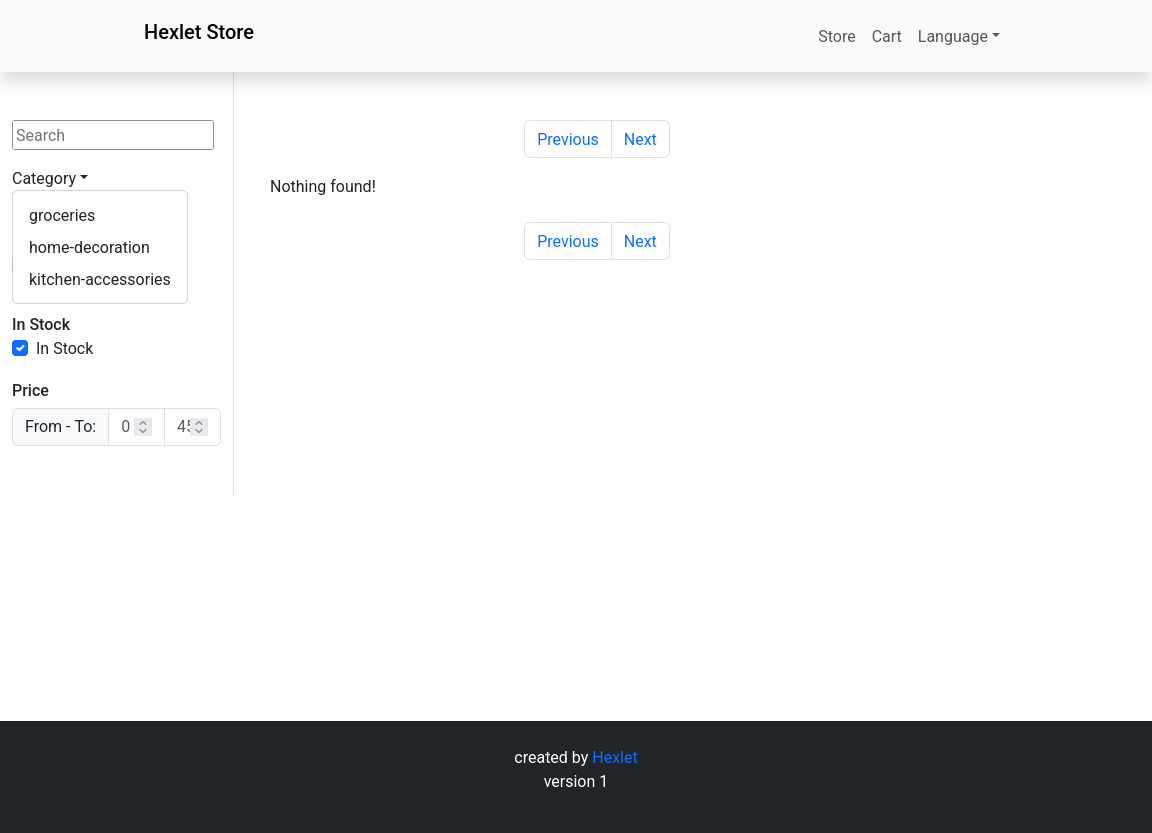 Hexlet Store
Store Cart Language
Search
Category
groceries
home-decoration
kitchen-accessories
In Stock
In Stock
Price
From - To: 0
Previous Next
Nothing found!
Previous Next
created by Hexlet
version 1